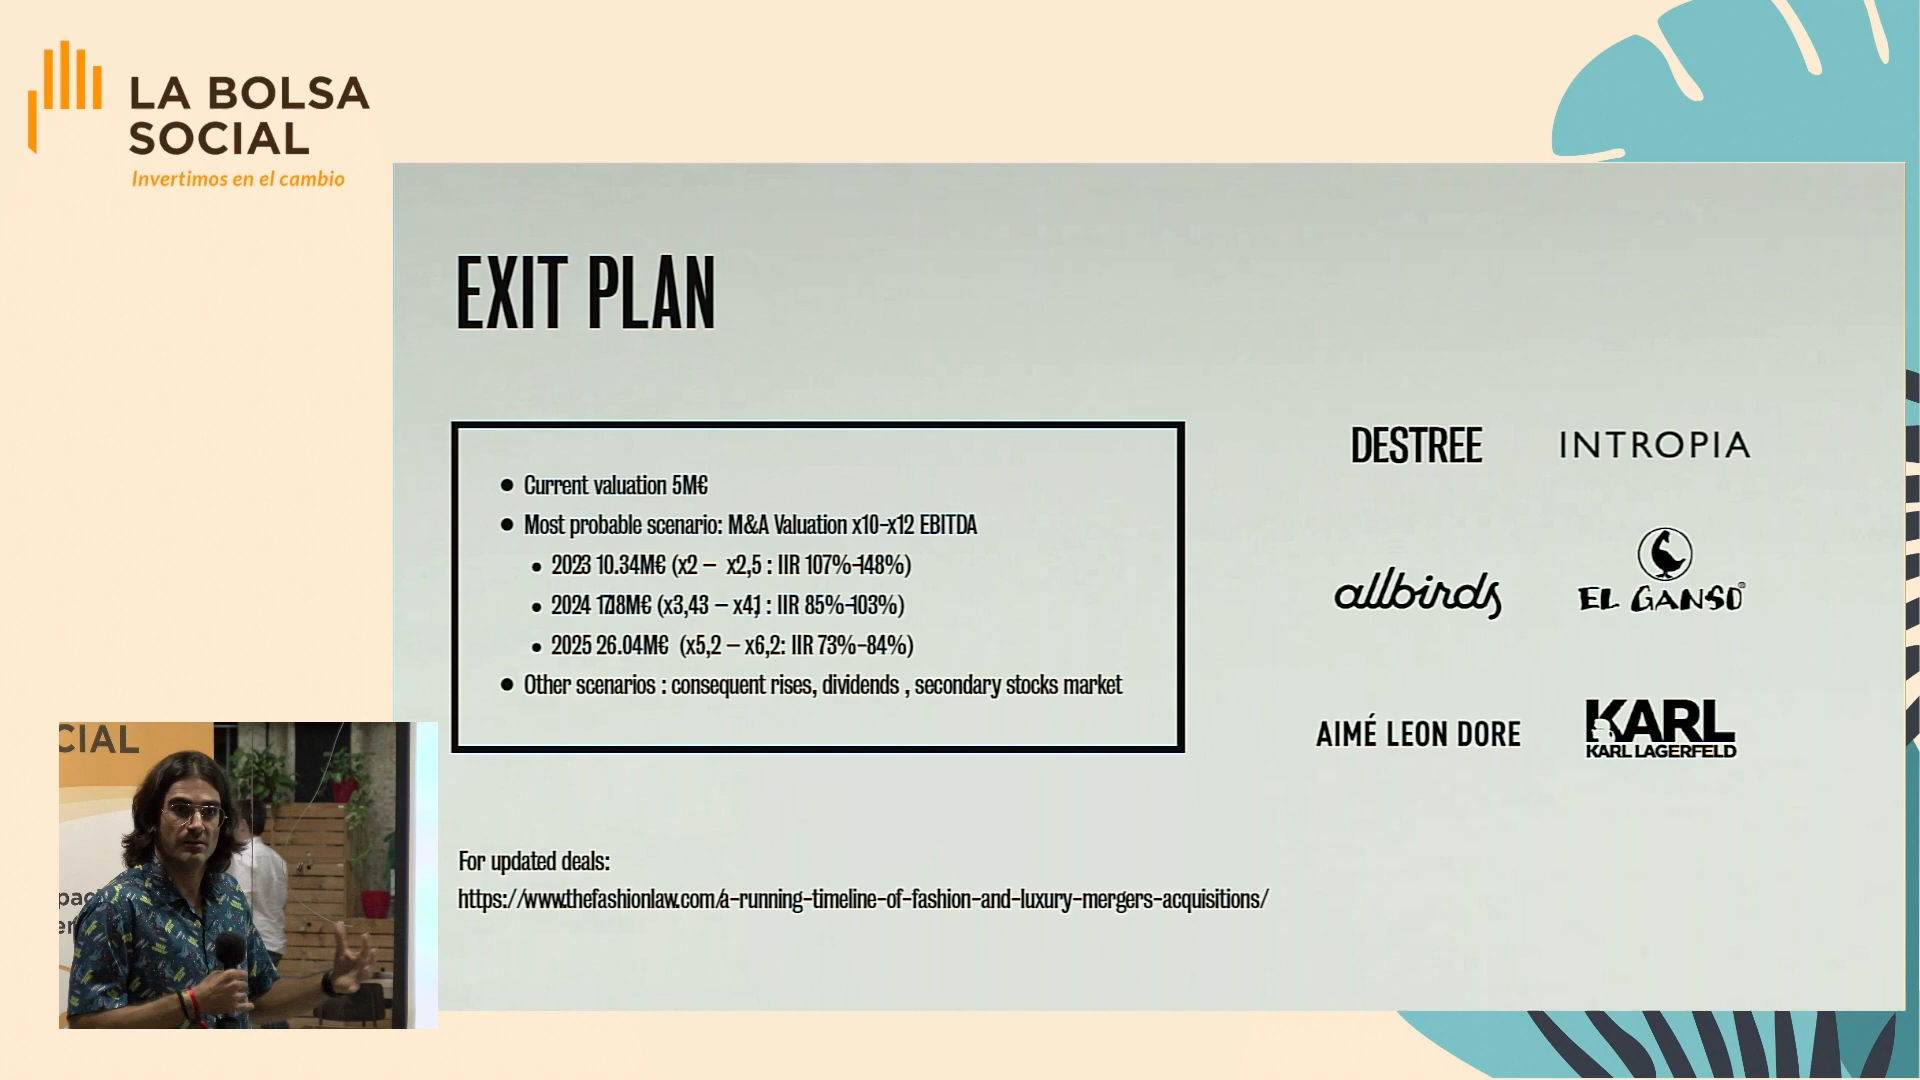 LA BOLSA
SOCIAL
Invertimos en el cambio
EXIT PLAN
• Current valuation 5M€
• Most probable scenario: M&A Valuation x10-x12 EBITDA
• 2023 10.34M€ (x2 – x2,5 : IIR 107%-148%)
• 2024 17.18M€ (x3,43 – x4,1 : IIR 85%-103%)
• 2025 26.04M€ (x5,2 – x6,2: IIR 73%-84%)
• Other scenarios : consequent rises, dividends , secondary stocks market
DESTREE
INTROPIA
allbirds
EL GANSO®
AIMÉ LEON DORE
KARL
KARL LAGERFELD
For updated deals:
https://www.thefashionlaw.com/a-running-timeline-of-fashion-and-luxury-mergers-acquisitions/
CIAL